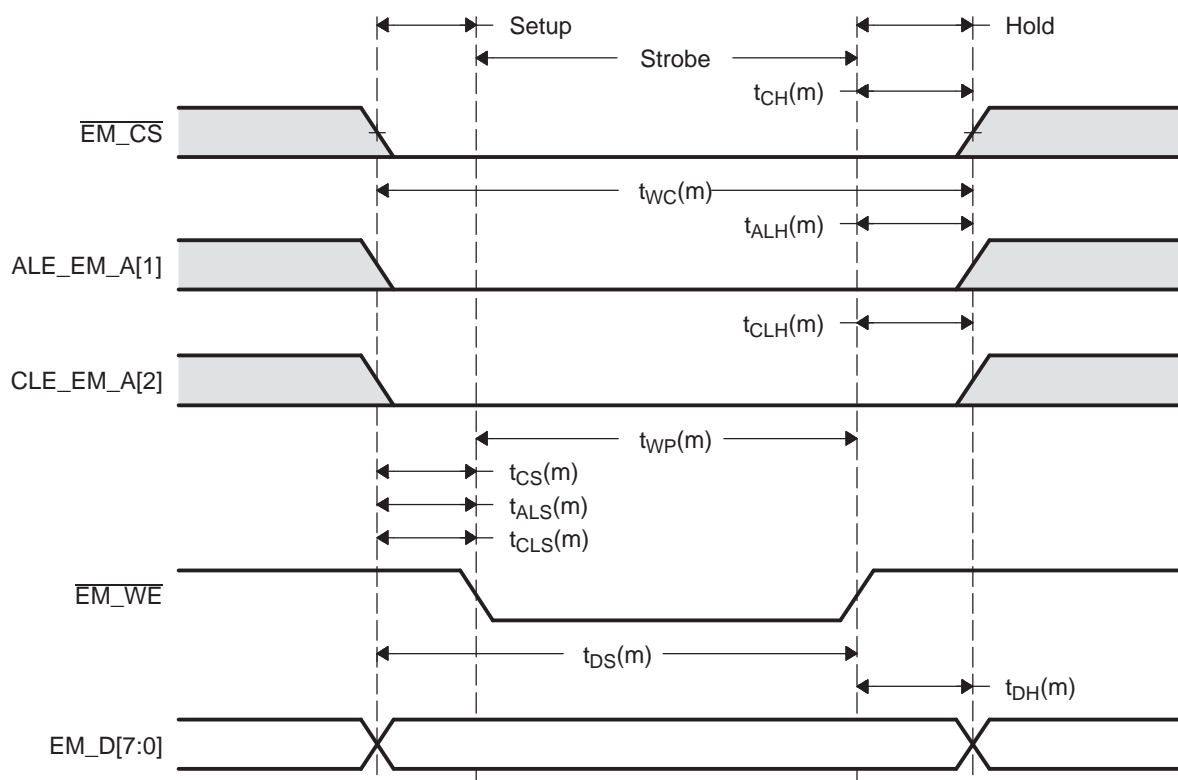 Setup
Hold
Strobe
tCH(m)
EM_CS
tWC(m)
tALH(m)
ALE_EM_A[1]
tCLH(m)
CLE_EM_A[2]
tWP(m)
tCS(m)
tALS(m)
tCLS(m)
EM_WE
tDS(m)
tDH(m)
EM_D[7:0]